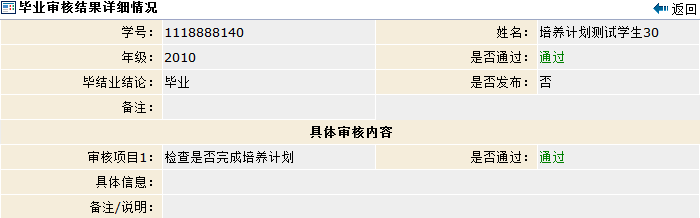 毕业审核结果详细情况 返回
学号: 1118888140 姓名: 培养计划测试学生30
年级: 2010 是否通过: 通过
毕结业结论: 毕业 是否发布: 否
备注:
具体审核内容
审核项目1: 检查是否完成培养计划 是否通过: 通过
具体信息:
备注/说明: